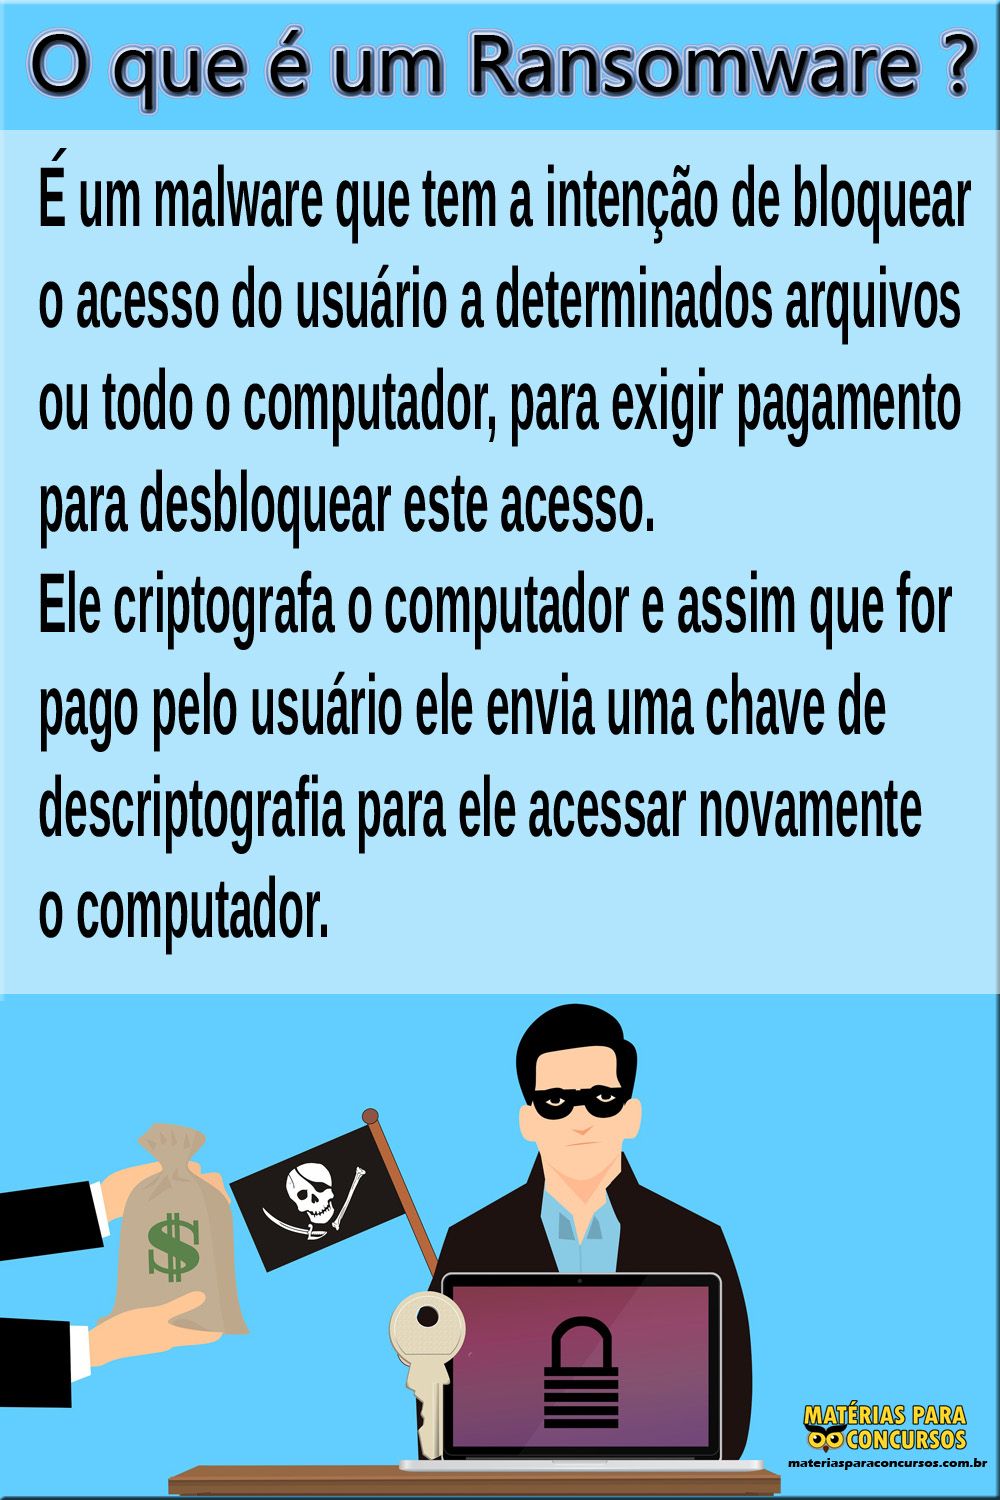 O que é um Ransomware ?
É um malware que tem a intenção de bloquear
o acesso do usuário a determinados arquivos
ou todo o computador, para exigir pagamento
para desbloquear este acesso.
Ele criptografa o computador e assim que for
pago pelo usuário ele envia uma chave de
descriptografia para ele acessar novamente
o computador.
$
MATÉRIAS PARA
CONCURSOS
materiasparaconcursos.com.br